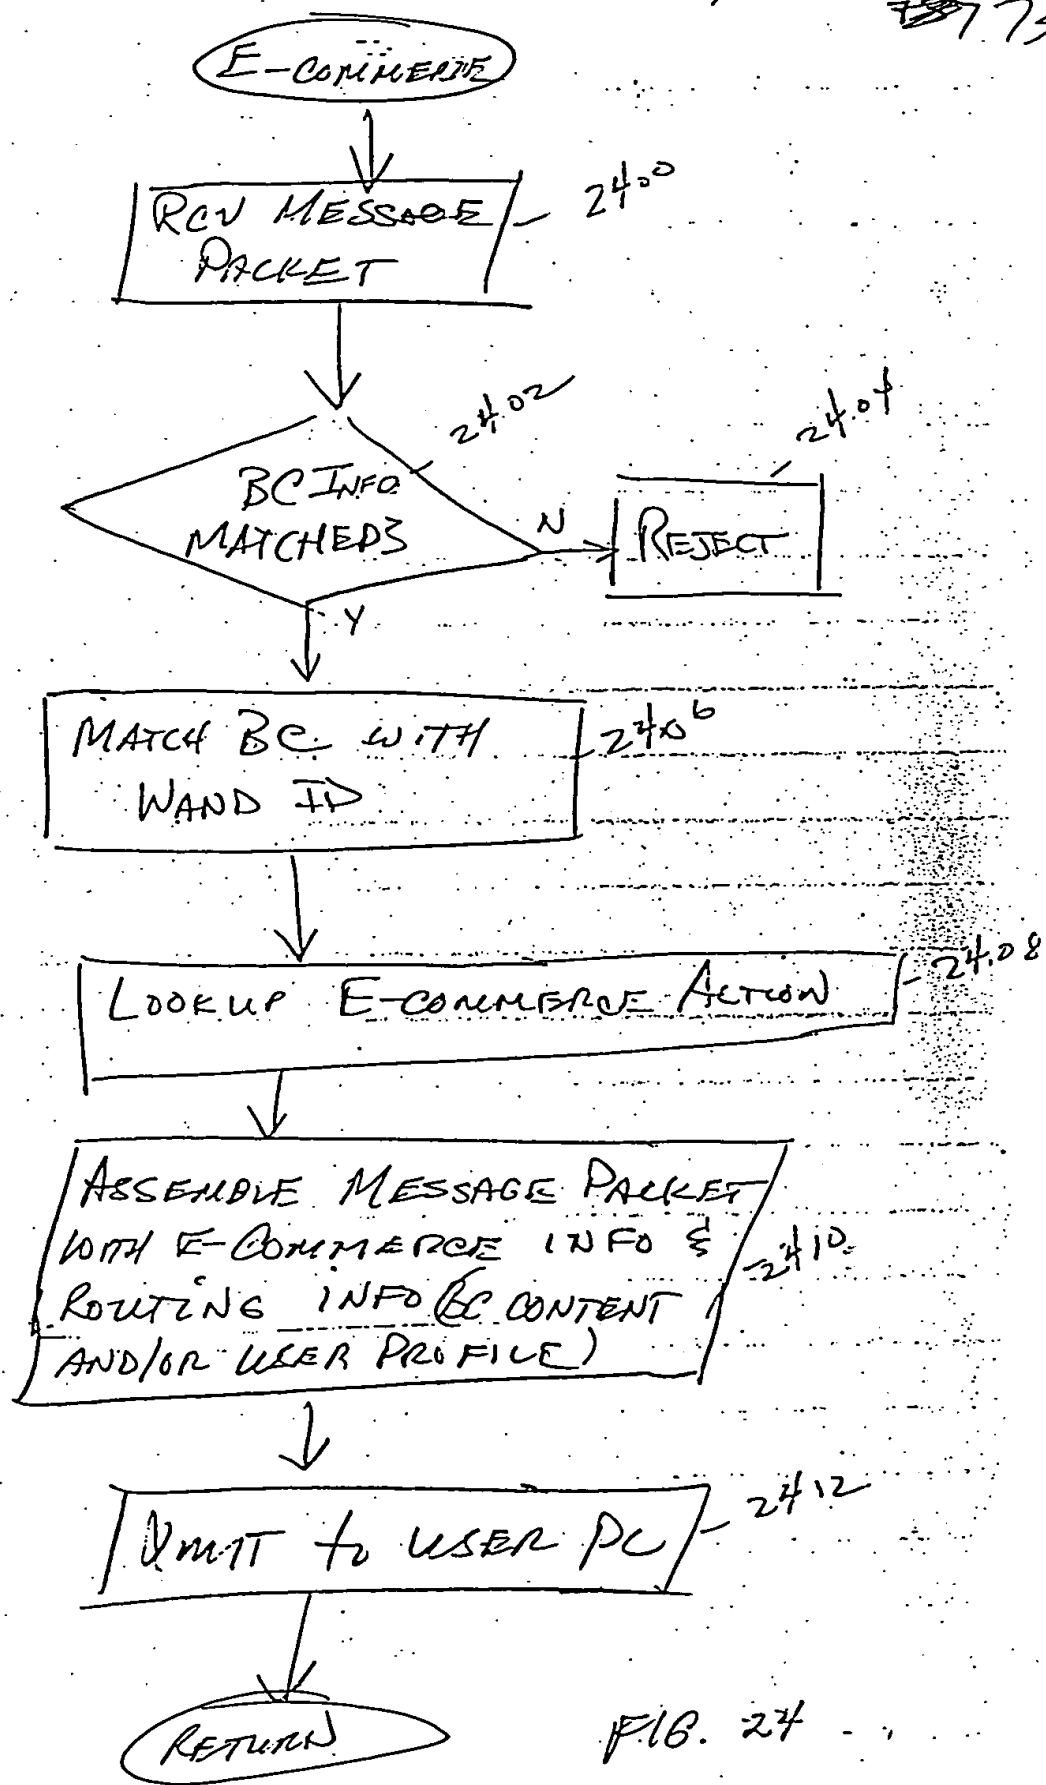 E-COMMERCE
RCV MESSAGE
PACKET
2400
BC INFO
MATCHED?
2402
N
REJECT
2404
Y
MATCH BC WITH
WAND ID
2406
LOOKUP E-COMMERCE ACTION
2408
ASSEMBLE MESSAGE PACKET
WITH E-COMMERCE INFO &
ROUTING INFO (BC CONTENT
AND/OR USER PROFILE)
2410
XMIT to USER PC
2412
RETURN
FIG. 24